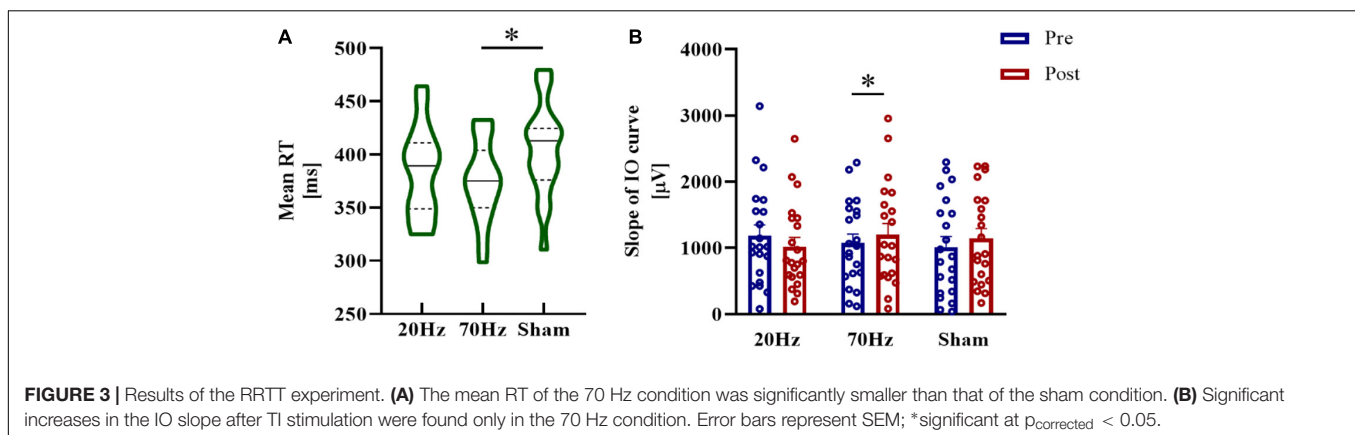 A
B
*
Mean RT
[ms]
500
450
400
350
300
250
20Hz 70Hz Sham
Slope of IO curve
[µV]
4000
3000
2000
1000
0
*
20Hz 70Hz Sham
Pre
Post
FIGURE 3 | Results of the RRTT experiment. (A) The mean RT of the 70 Hz condition was significantly smaller than that of the sham condition. (B) Significant
increases in the IO slope after TI stimulation were found only in the 70 Hz condition. Error bars represent SEM; *significant at pcorrected < 0.05.